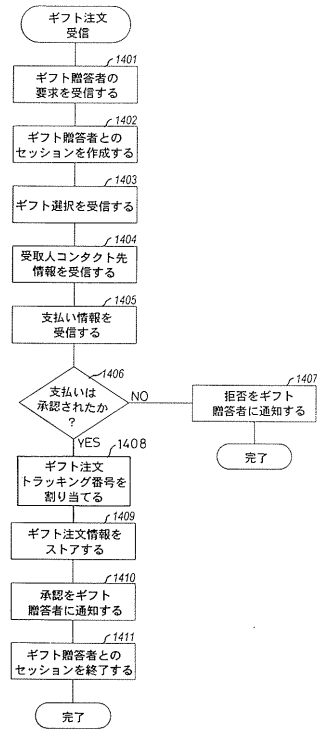 ギフト注文
受信
1401
ギフト贈答者の
要求を受信する
1402
ギフト贈答者との
セッションを作成する
1403
ギフト選択を受信する
1404
受取人コンタクト先
情報を受信する
1405
支払い情報を
受信する
1406
支払いは
承認されたか
?
NO
1407
拒否をギフト
贈答者に通知する
完了
YES
1408
ギフト注文
トラッキング番号を
割り当てる
1409
ギフト注文情報を
ストアする
1410
承認をギフト
贈答者に通知する
1411
ギフト贈答者との
セッションを終了する
完了